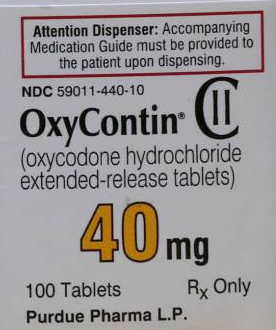 Attention Dispenser: Accompanying
Medication Guide must be provided to
the patient upon dispensing.
NDC 59011-440-10
OxyContin® CII
(oxycodone hydrochloride
extended-release tablets)
40 mg
100 Tablets Rx Only
Purdue Pharma L.P.